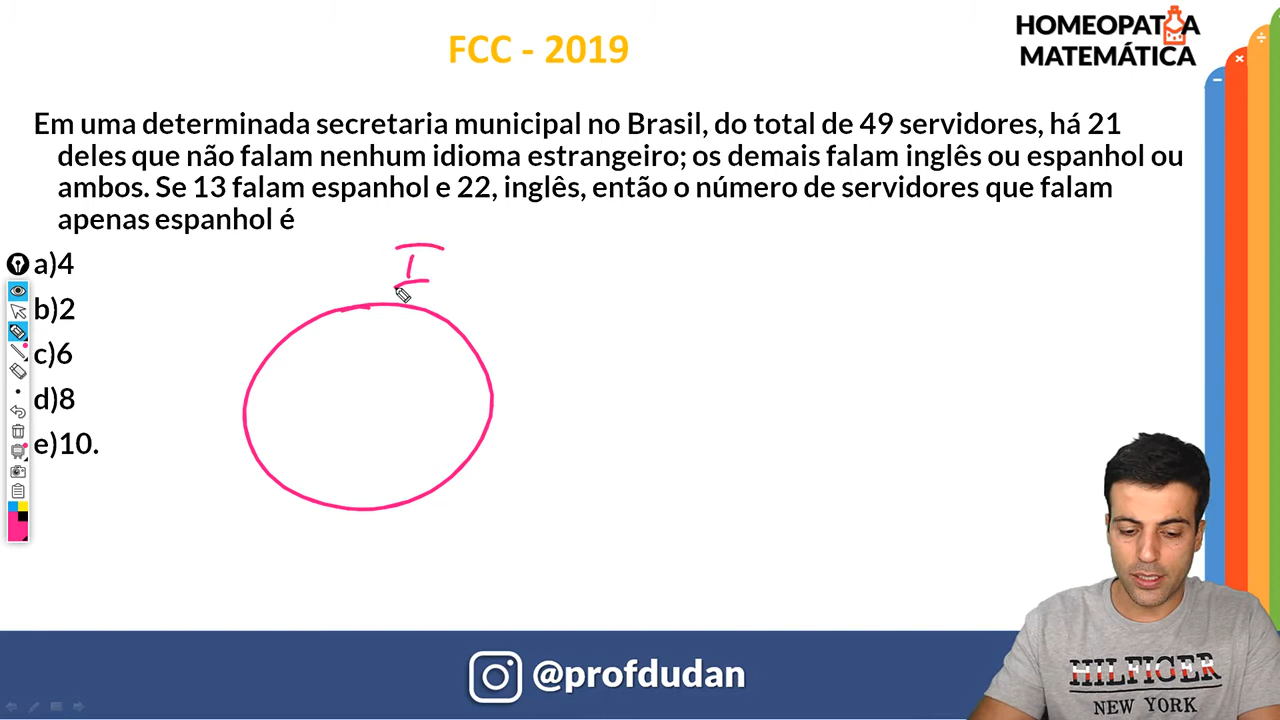 FCC - 2019
HOMEOPATIA
MATEMÁTICA
Em uma determinada secretaria municipal no Brasil, do total de 49 servidores, há 21
deles que não falam nenhum idioma estrangeiro; os demais falam inglês ou espanhol ou
ambos. Se 13 falam espanhol e 22, inglês, então o número de servidores que falam
apenas espanhol é
a)4
b)2
c)6
d)8
e)10.
I
@profdudan
HILFIGER
NEW YORK